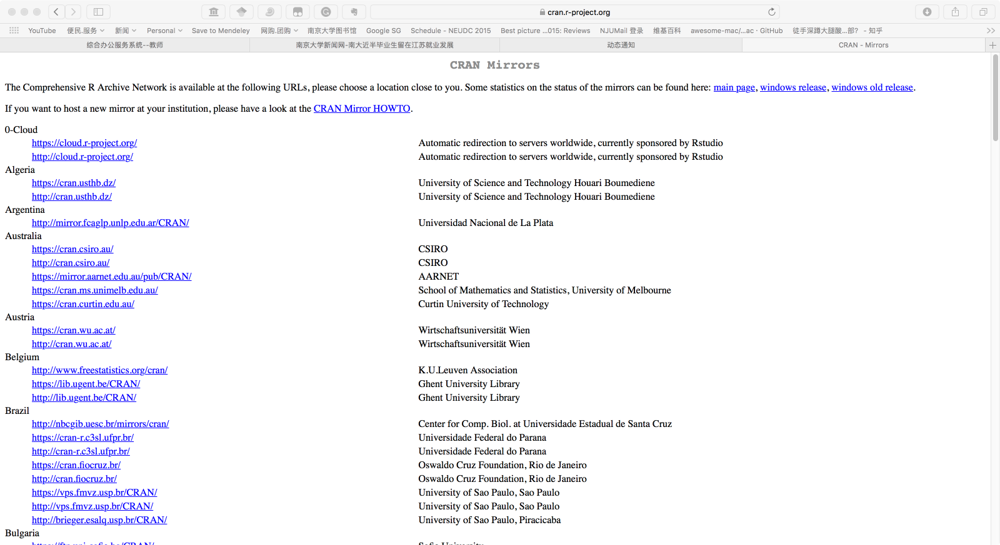 cran.r-project.org
YouTube 便民.服务 新闻 Personal Save to Mendeley 网购.团购 南京大学图书馆 Google SG Schedule - NEUDC 2015 Best picture ...015: Reviews NJUMail 登录 维基百科 awesome-mac/...ac · GitHub 徒手深蹲大腿酸...部? - 知乎
综合办公服务系统--教师 南京大学新闻网-南大近半毕业生留在江苏就业发展 动态通知 CRAN - Mirrors
CRAN Mirrors
The Comprehensive R Archive Network is available at the following URLs, please choose a location close to you. Some statistics on the status of the mirrors can be found here: main page, windows release, windows old release.
If you want to host a new mirror at your institution, please have a look at the CRAN Mirror HOWTO.
0-Cloud
https://cloud.r-project.org/ Automatic redirection to servers worldwide, currently sponsored by Rstudio
http://cloud.r-project.org/ Automatic redirection to servers worldwide, currently sponsored by Rstudio
Algeria
https://cran.usthb.dz/ University of Science and Technology Houari Boumediene
http://cran.usthb.dz/ University of Science and Technology Houari Boumediene
Argentina
http://mirror.fcaglp.unlp.edu.ar/CRAN/ Universidad Nacional de La Plata
Australia
https://cran.csiro.au/ CSIRO
http://cran.csiro.au/ CSIRO
https://mirror.aarnet.edu.au/pub/CRAN/ AARNET
https://cran.ms.unimelb.edu.au/ School of Mathematics and Statistics, University of Melbourne
https://cran.curtin.edu.au/ Curtin University of Technology
Austria
https://cran.wu.ac.at/ Wirtschaftsuniversität Wien
http://cran.wu.ac.at/ Wirtschaftsuniversität Wien
Belgium
http://www.freestatistics.org/cran/ K.U.Leuven Association
https://lib.ugent.be/CRAN/ Ghent University Library
http://lib.ugent.be/CRAN/ Ghent University Library
Brazil
http://nbcgib.uesc.br/mirrors/cran/ Center for Comp. Biol. at Universidade Estadual de Santa Cruz
https://cran-r.c3sl.ufpr.br/ Universidade Federal do Parana
http://cran-r.c3sl.ufpr.br/ Universidade Federal do Parana
https://cran.fiocruz.br/ Oswaldo Cruz Foundation, Rio de Janeiro
http://cran.fiocruz.br/ Oswaldo Cruz Foundation, Rio de Janeiro
https://vps.fmvz.usp.br/CRAN/ University of Sao Paulo, Sao Paulo
http://vps.fmvz.usp.br/CRAN/ University of Sao Paulo, Sao Paulo
http://brieger.esalq.usp.br/CRAN/ University of Sao Paulo, Piracicaba
Bulgaria